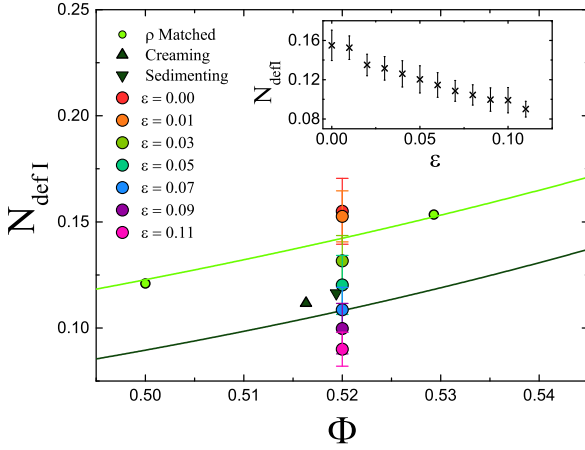 0.25
0.20
0.15
0.10
N def I
ρ Matched
Creaming
Sedimenting
ε = 0.00
ε = 0.01
ε = 0.03
ε = 0.05
ε = 0.07
ε = 0.09
ε = 0.11
0.16
0.12
0.08
N defI
0.00 0.05 0.10
ε
0.50 0.51 0.52 0.53 0.54
Φ